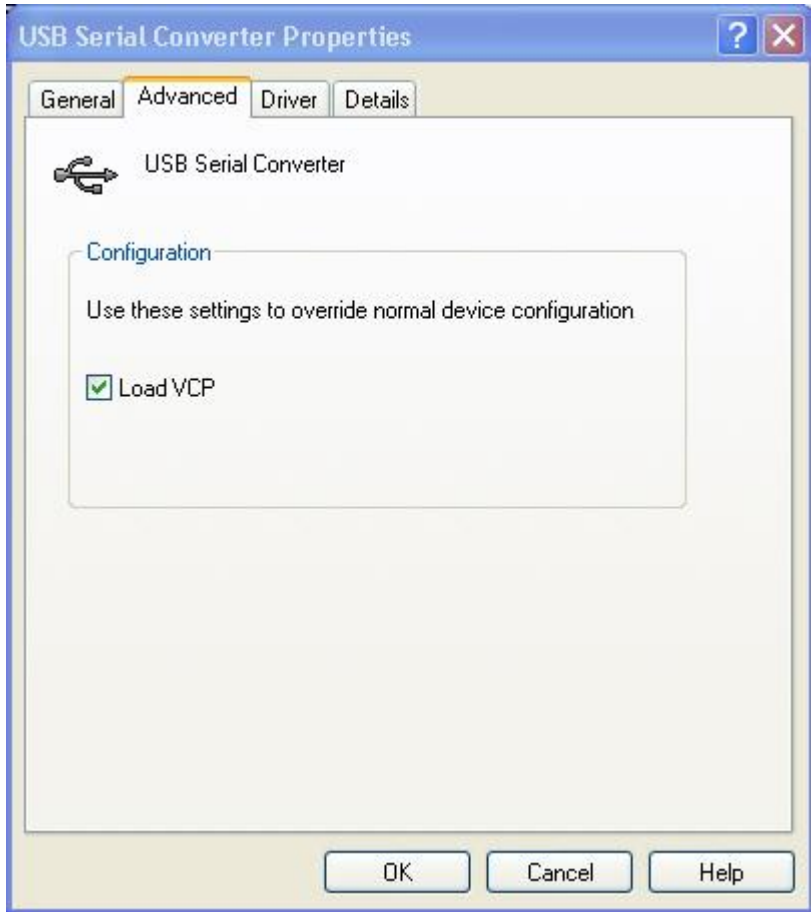 USB Serial Converter Properties
?
General
Advanced
Driver
Details
USB Serial Converter
Configuration
Use these settings to override normal device configuration
Load VCP
OK
Cancel
Help